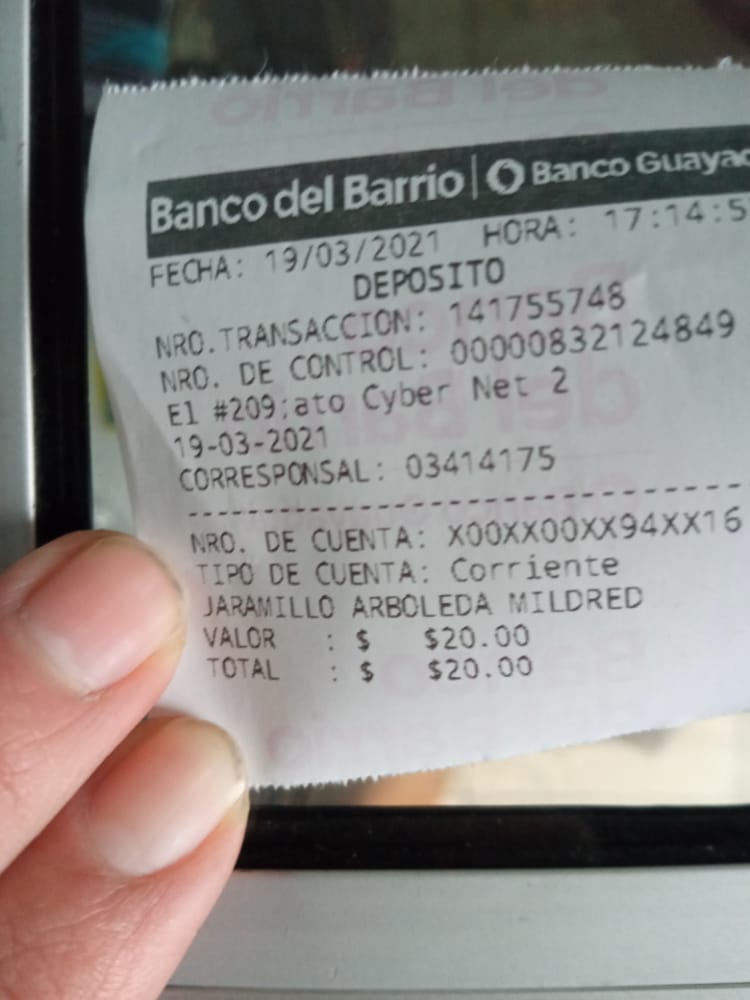 Banco del Barrio | Banco Guayaq
FECHA: 19/03/2021 HORA: 17:14:5
DEPOSITO
NRO.TRANSACCION: 141755748
NRO. DE CONTROL: 00000832124849
El #209;ato Cyber Net 2
19-03-2021
CORRESPONSAL: 03414175
NRO. DE CUENTA: X00XX00XX94XX16
TIPO DE CUENTA: Corriente
JARAMILLO ARBOLEDA MILDRED
VALOR : $ $20.00
TOTAL : $ $20.00